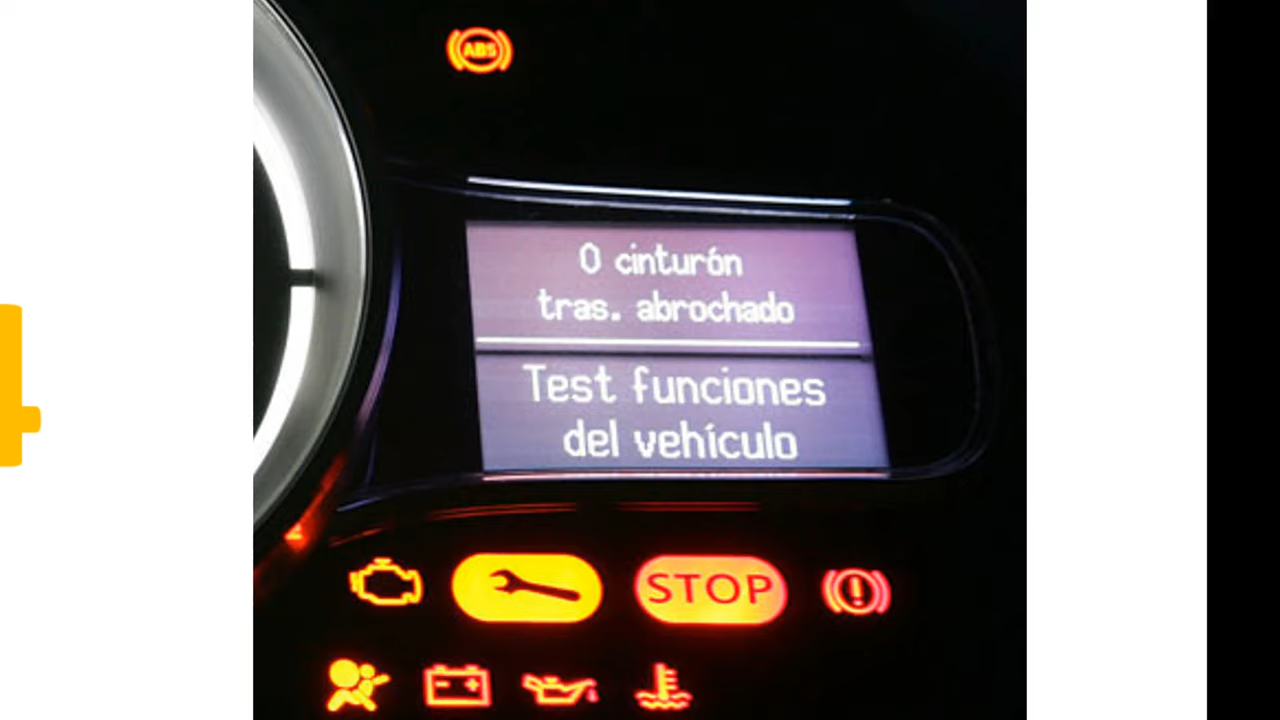 ABS
0 cinturón
tras. abrochado
Test funciones
del vehículo
STOP